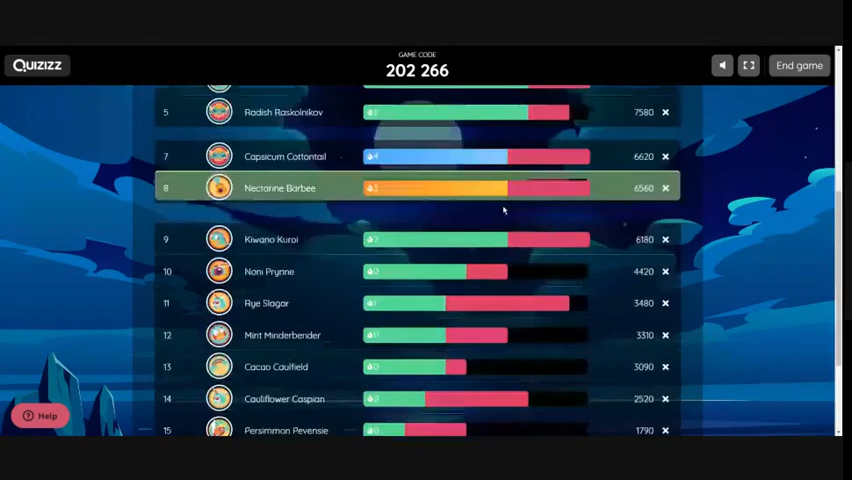 QUIZIZZ
GAME CODE
202 266
End game
5 Radish Raskolnikov 7580 ×
7 Capsicum Cottontail 4 6620 ×
8 Nectarine Barbee 6560 ×
9 Kiwano Kuroi 6180 ×
10 Noni Prynne 4420 ×
11 Rye Slagar 3480 ×
12 Mint Minderbender 3310 ×
13 Cacao Caulfield 3090 ×
14 Cauliflower Caspian 2520 ×
15 Persimmon Pevensie 1790 ×
Help